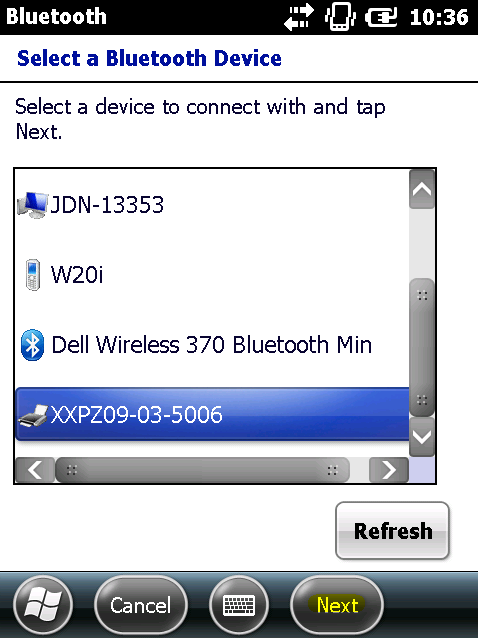 Bluetooth 10:36
Select a Bluetooth Device
Select a device to connect with and tap
Next.
JDN-13353
W20i
Dell Wireless 370 Bluetooth Min
XXPZ09-03-5006
Refresh
Cancel Next